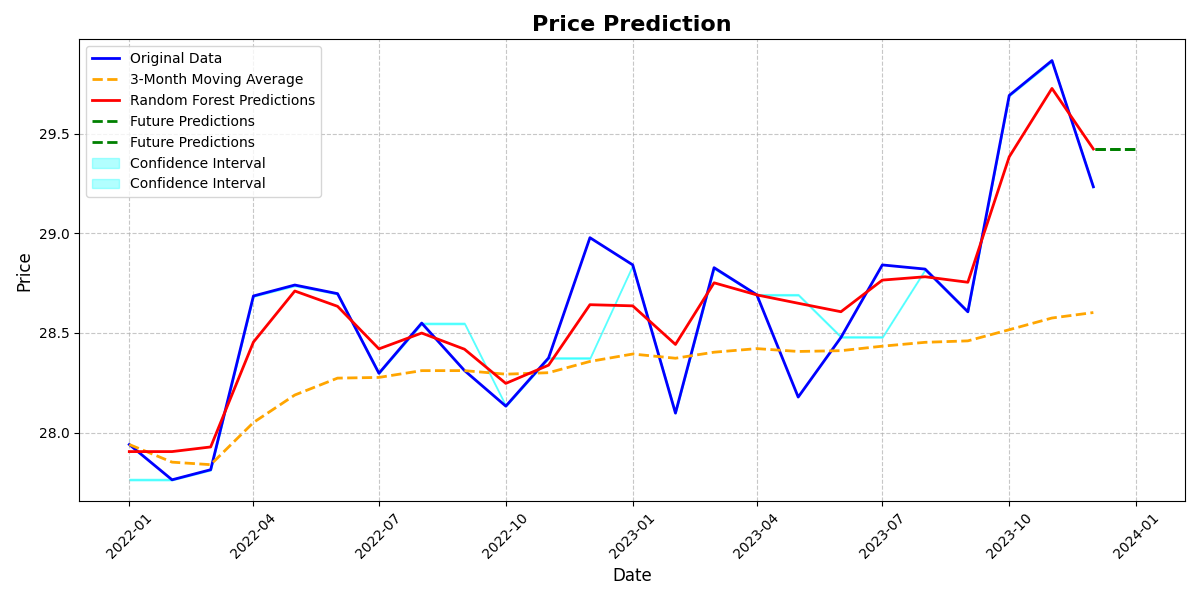 Price Prediction
Original Data
3-Month Moving Average
Random Forest Predictions
Future Predictions
Future Predictions
Confidence Interval
Confidence Interval
Price
29.5
29.0
28.5
28.0
2022-01
2022-04
2022-07
2022-10
2023-01
2023-04
2023-07
2023-10
2024-01
Date